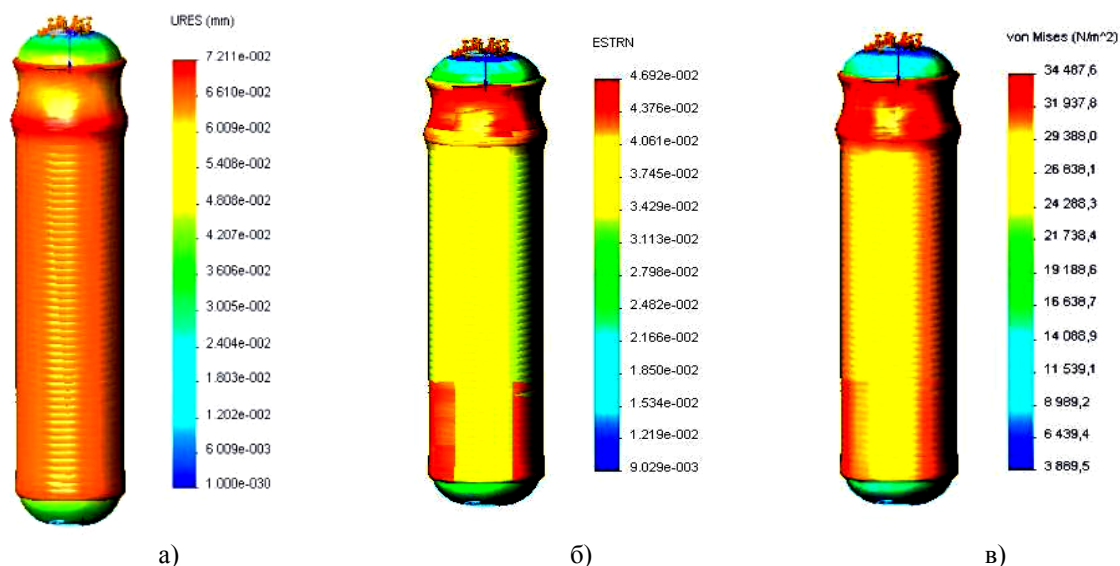 URES (mm)
7.211e-002
6.610e-002
6.009e-002
5.408e-002
4.808e-002
4.207e-002
3.606e-002
3.005e-002
2.404e-002
1.803e-002
1.202e-002
6.009e-003
1.000e-030
а)
ESTRN
4.692e-002
4.376e-002
4.061e-002
3.745e-002
3.429e-002
3.113e-002
2.798e-002
2.482e-002
2.166e-002
1.850e-002
1.534e-002
1.219e-002
9.029e-003
б)
von Mises (N/m^2)
34 487,6
31 937,8
29 388,0
26 838,1
24 288,3
21 738,4
19 188,6
16 638,7
14 088,9
11 539,1
8 989,2
6 439,4
3 889,5
в)